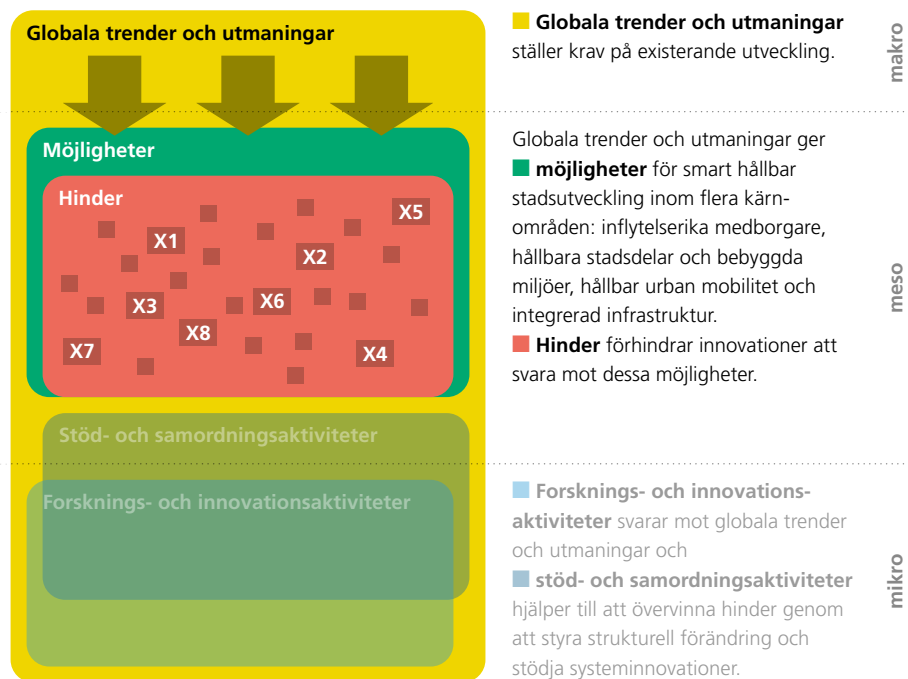 Globala trender och utmaningar
Möjligheter
Hinder
X5
X1
X2
X3
X6
X8
X7
X4
Stöd- och samordningsaktiviteter
Forsknings- och innovationsaktiviteter
Globala trender och utmaningar
ställer krav på existerande utveckling.
makro
Globala trender och utmaningar ger
möjligheter för smart hållbar
stadsutveckling inom flera kärn-
områden: inflytelserika medborgare,
hållbara stadsdelar och bebyggda
miljöer, hållbar urban mobilitet och
integrerad infrastruktur.
Hinder förhindrar innovationer att
svara mot dessa möjligheter.
meso
Forsknings- och innovations-
aktiviteter svarar mot globala trender
och utmaningar och
stöd- och samordningsaktiviteter
hjälper till att övervinna hinder genom
att styra strukturell förändring och
stödja systeminnovationer.
mikro